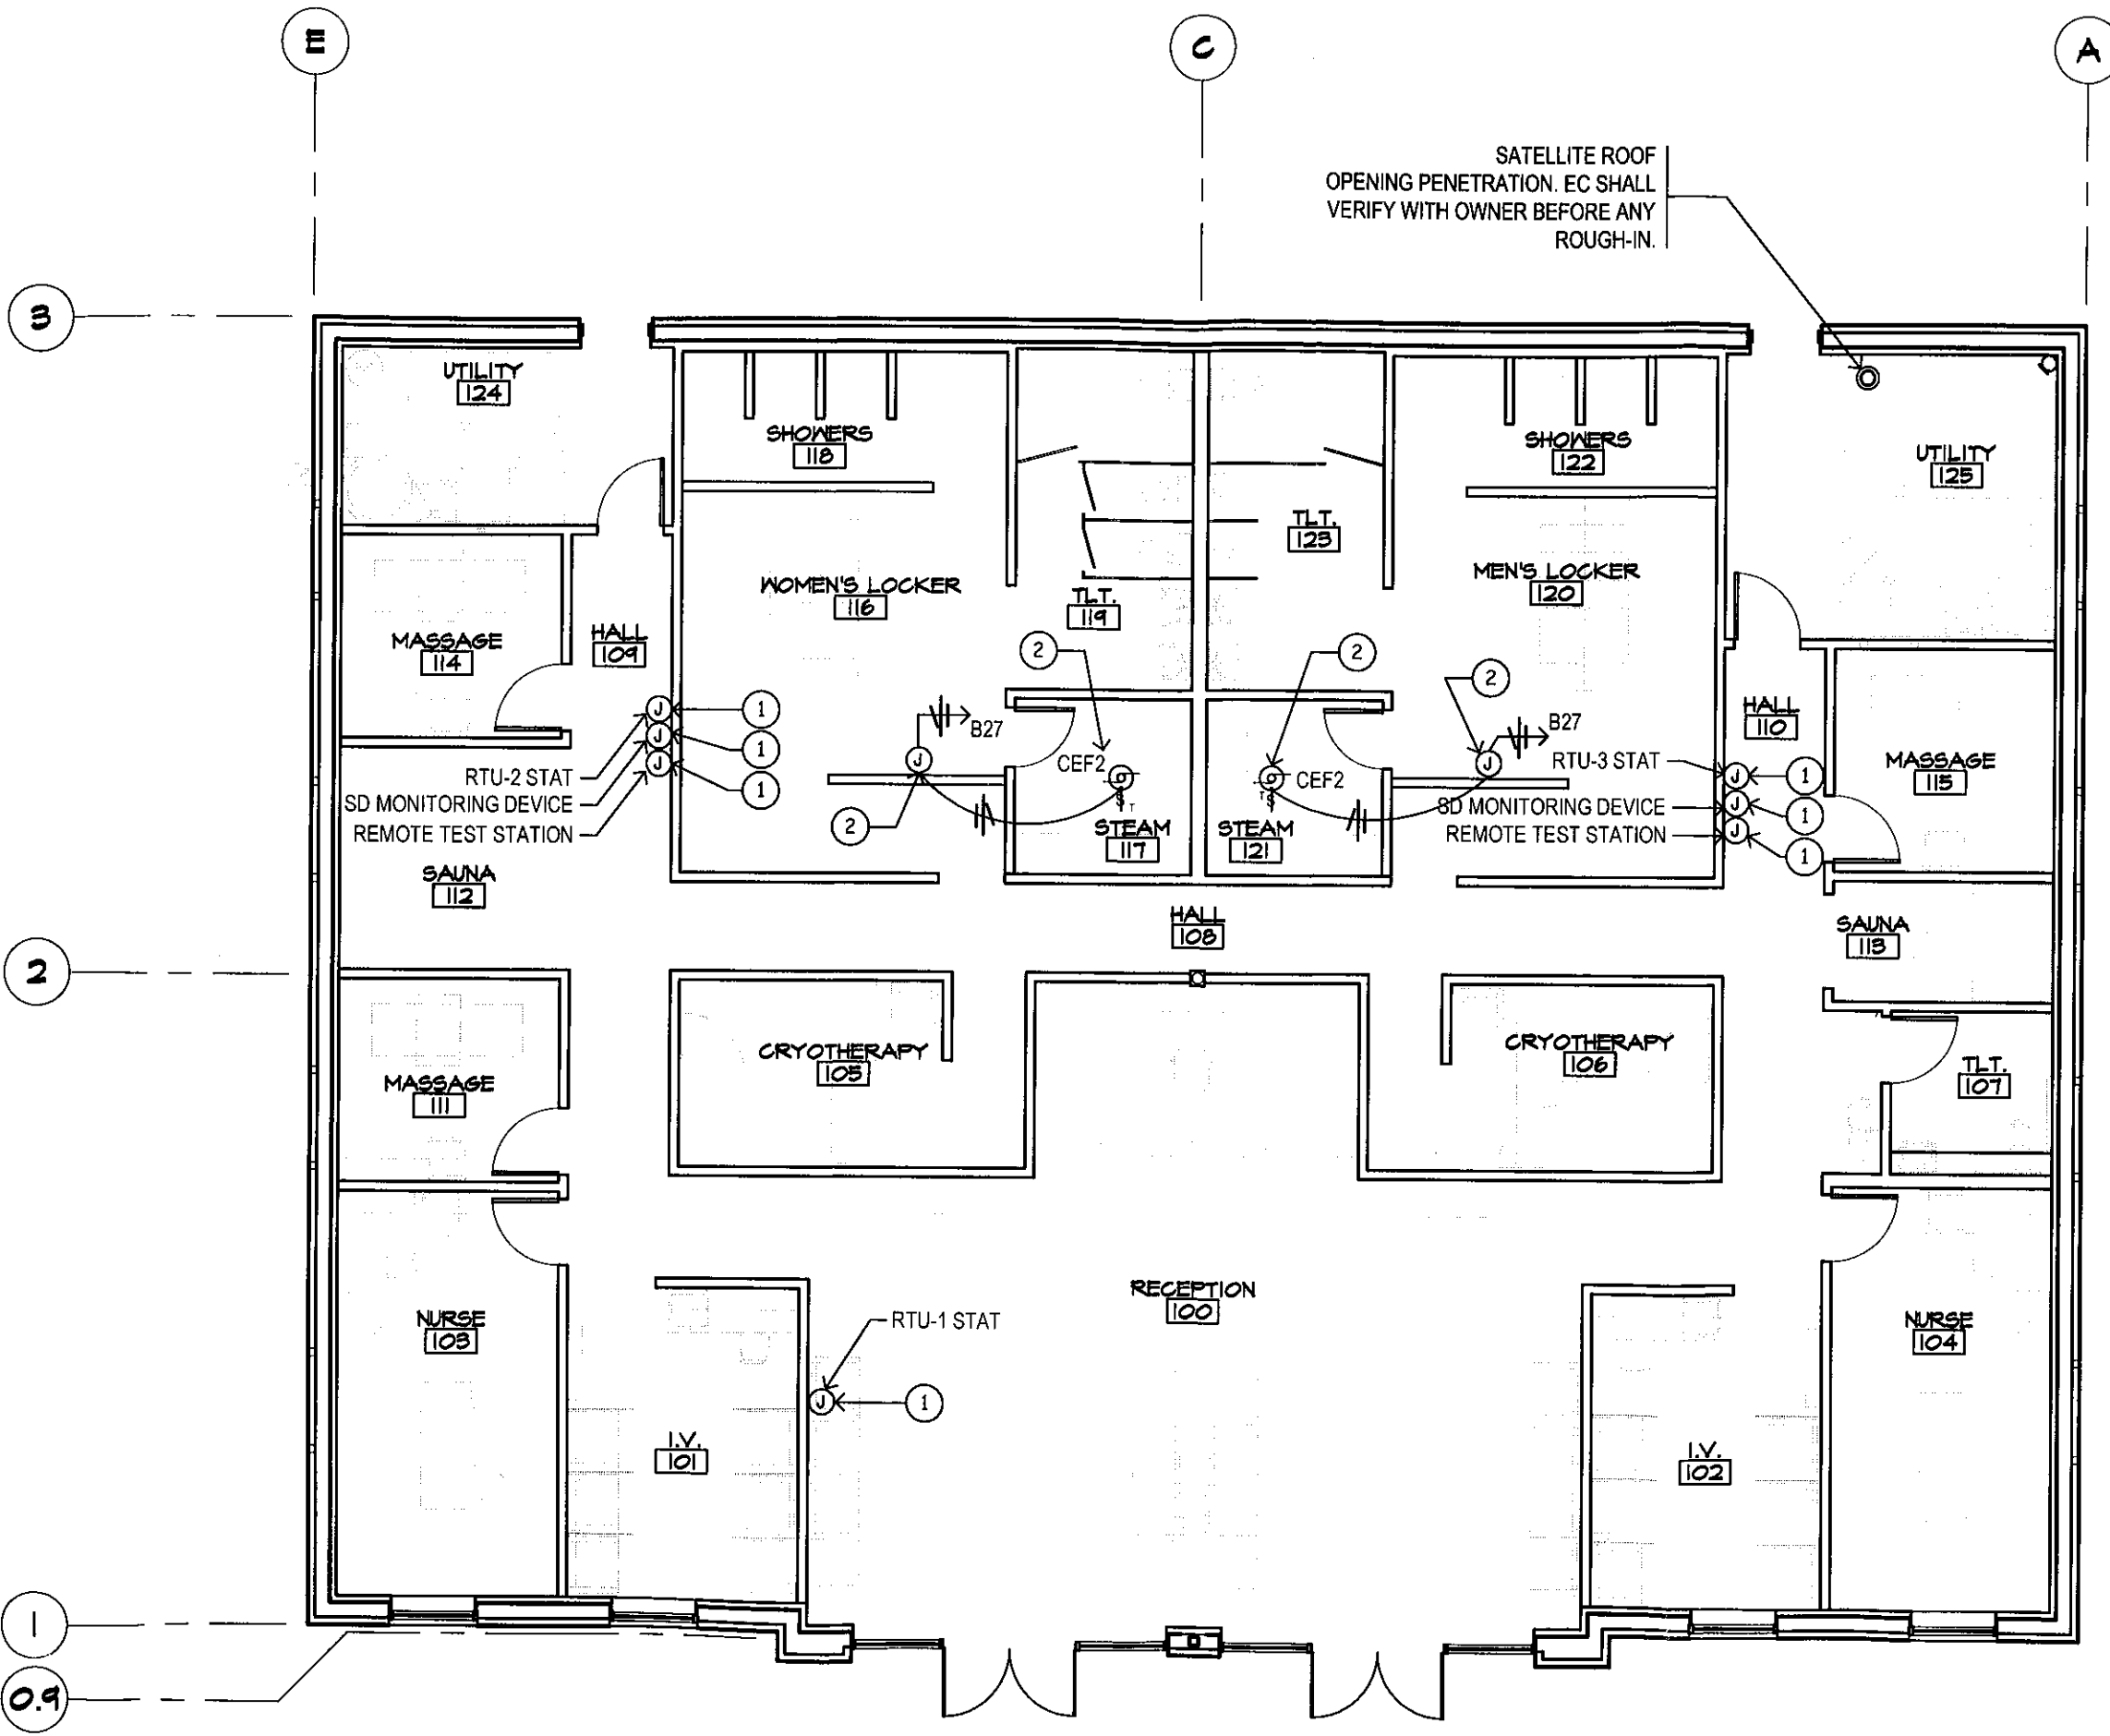 E
C
A
SATELLITE ROOF
OPENING PENETRATION. EC SHALL
VERIFY WITH OWNER BEFORE ANY
ROUGH-IN.
3
UTILITY
124
SHOWERS
118
SHOWERS
122
UTILITY
125
TLT.
123
WOMEN'S LOCKER
116
TLT.
119
MEN'S LOCKER
120
MASSAGE
114
HALL
109
2
2
2
HALL
110
J
1
B27
B27
RTU-2 STAT
J
1
SD MONITORING DEVICE
J
1
REMOTE TEST STATION
J
CEF2
CEF2
J
RTU-3 STAT
J
1
MASSAGE
115
SD MONITORING DEVICE
J
1
REMOTE TEST STATION
J
1
2
T
S
T
S
STEAM
117
STEAM
121
SAUNA
112
HALL
108
SAUNA
113
2
CRYOTHERAPY
105
CRYOTHERAPY
106
MASSAGE
111
TLT.
107
RECEPTION
100
NURSE
103
RTU-1 STAT
NURSE
104
J
1
I.V.
101
I.V.
102
1
0.9